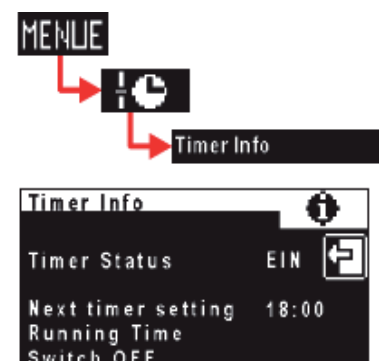 MENUE
Timer Info
Timer Info
Timer Status EIN
Next timer setting 18:00
Running Time
Switch OFF